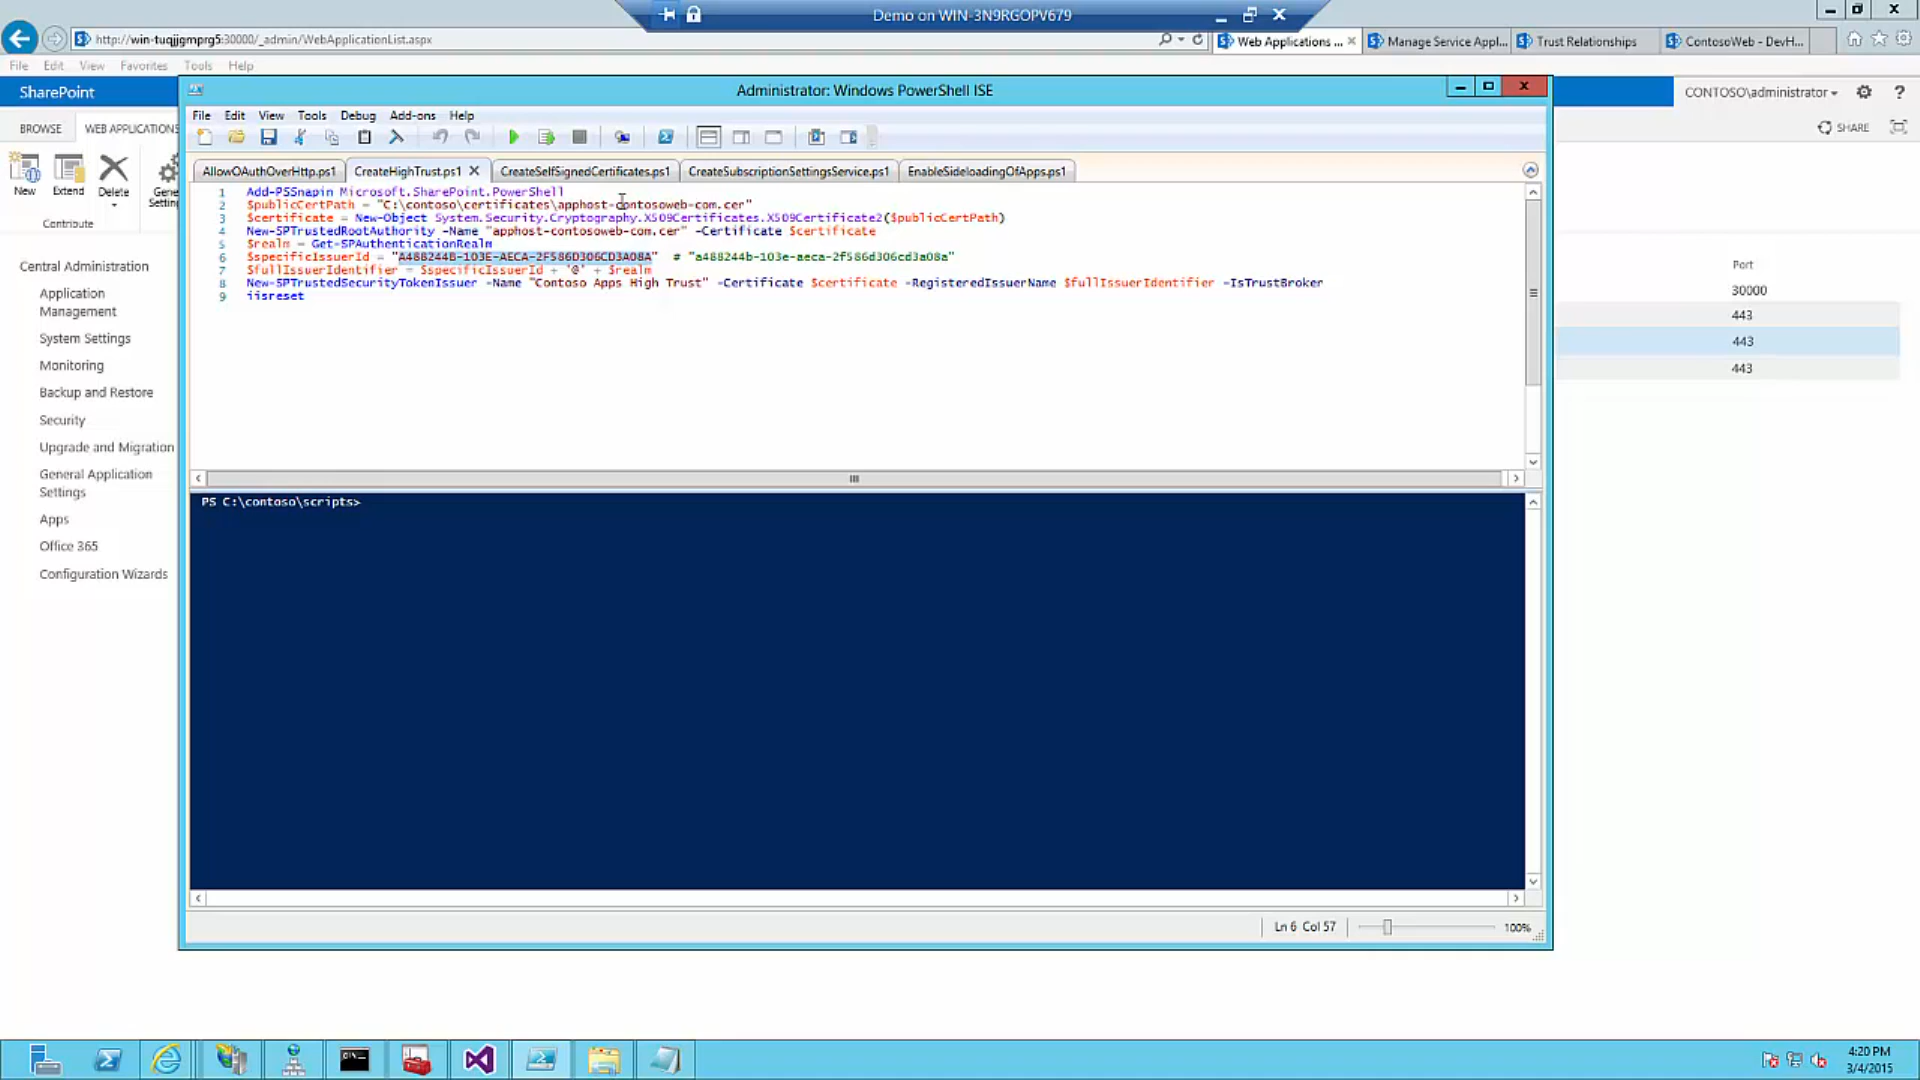 Demo on WIN-3N9RGOPV679
http://win-tuqjjgmprg5:30000/_admin/WebApplicationList.aspx
Web Applications ...
Manage Service Appl...
Trust Relationships
ContosoWeb - DevH...
File Edit View Favorites Tools Help
SharePoint
CONTOSO\administrator
?
BROWSE
WEB APPLICATIONS
SHARE
New
Extend
Delete
Gene
Setting
Contribute
Central Administration
Application
Management
System Settings
Monitoring
Backup and Restore
Security
Upgrade and Migration
General Application
Settings
Apps
Office 365
Configuration Wizards
Port
30000
443
443
443
Administrator: Windows PowerShell ISE
File Edit View Tools Debug Add-ons Help
AllowOAuthOverHttp.ps1
CreateHighTrust.ps1
CreateSelfSignedCertificates.ps1
CreateSubscriptionSettingsService.ps1
EnableSideloadingOfApps.ps1
1 Add-PSSnapin Microsoft.SharePoint.PowerShell
2 $publicCertPath = "C:\contoso\certificates\apphost-contosoweb-com.cer"
3 $certificate = New-Object System.Security.Cryptography.X509Certificates.X509Certificate2($publicCertPath)
4 New-SPTrustedRootAuthority -Name "apphost-contosoweb-com.cer" -Certificate $certificate
5 $realm = Get-SPAuthenticationRealm
6 $specificIssuerId = "A488244B-103E-AECA-2F586D306CD3A08A" # "a488244b-103e-aeca-2f586d306cd3a08a"
7 $fullIssuerIdentifier = $specificIssuerId + '@' + $realm
8 New-SPTrustedSecurityTokenIssuer -Name "Contoso Apps High Trust" -Certificate $certificate -RegisteredIssuerName $fullIssuerIdentifier -IsTrustBroker
9 iisreset
PS C:\contoso\scripts>
Ln 6 Col 57
100%
4:20 PM
3/4/2015